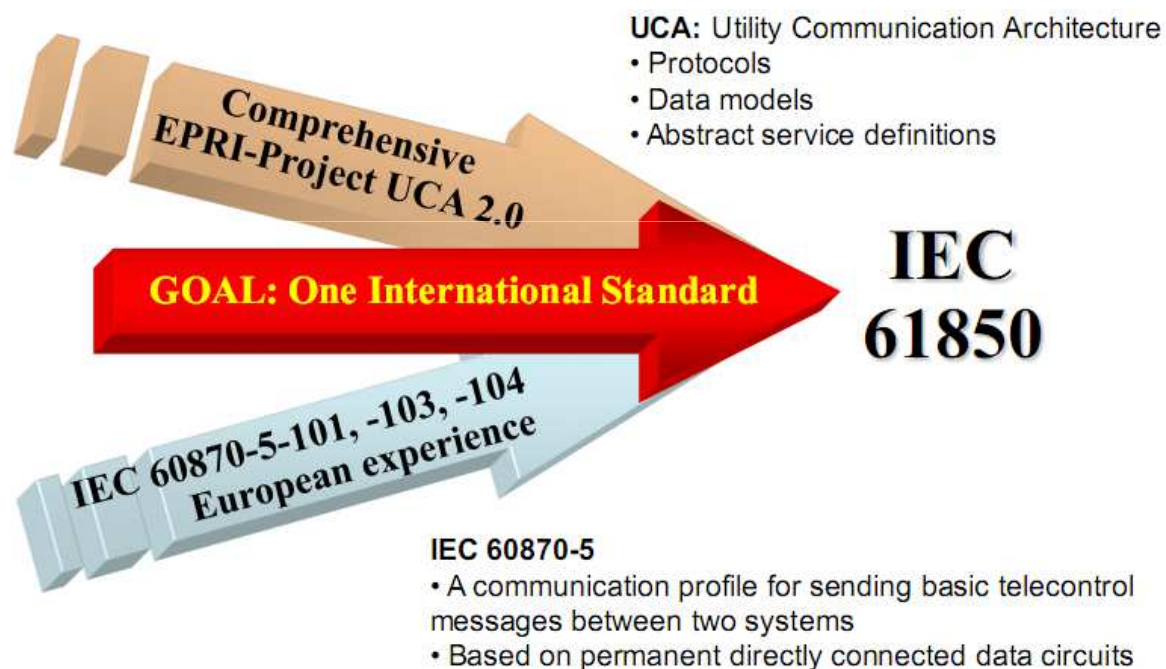 UCA: Utility Communication Architecture
• Protocols
• Data models
• Abstract service definitions
Comprehensive
EPRI-Project UCA 2.0
GOAL: One International Standard
IEC
61850
IEC 60870-5-101, -103, -104
European experience
IEC 60870-5
• A communication profile for sending basic telecontrol
messages between two systems
• Based on permanent directly connected data circuits